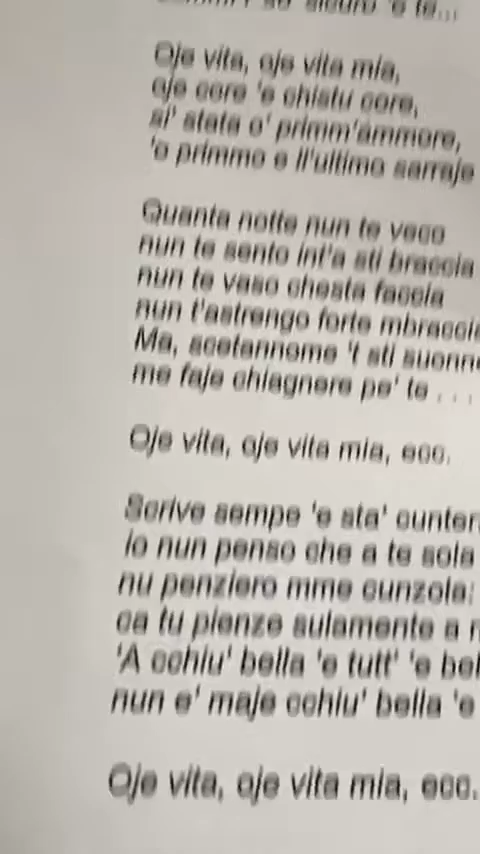 'e te...
Oje vita, oje vita mia,
oje core 'e chistu core,
si' stata o' primm'ammore,
'o primmo e ll'ultimo sarraje
Quanta notte nun te veco
nun te sento int'a sti braccia
nun te vaso chesta faccia
nun t'astrengo forte mbraccia
Ma, scetannome 't sti suonn
me faje chiagnere pe' te . . .
Oje vita, oje vita mia, ecc.
Scrive sempe 'e sta' cunten
io nun penso che a te sola
nu penziero mme cunzola:
ca tu pienze sulamente a
'A cchiu' bella 'e tutt' 'e bel
nun e' maje cchiu' bella 'e
Oje vita, oje vita mia, ecc.